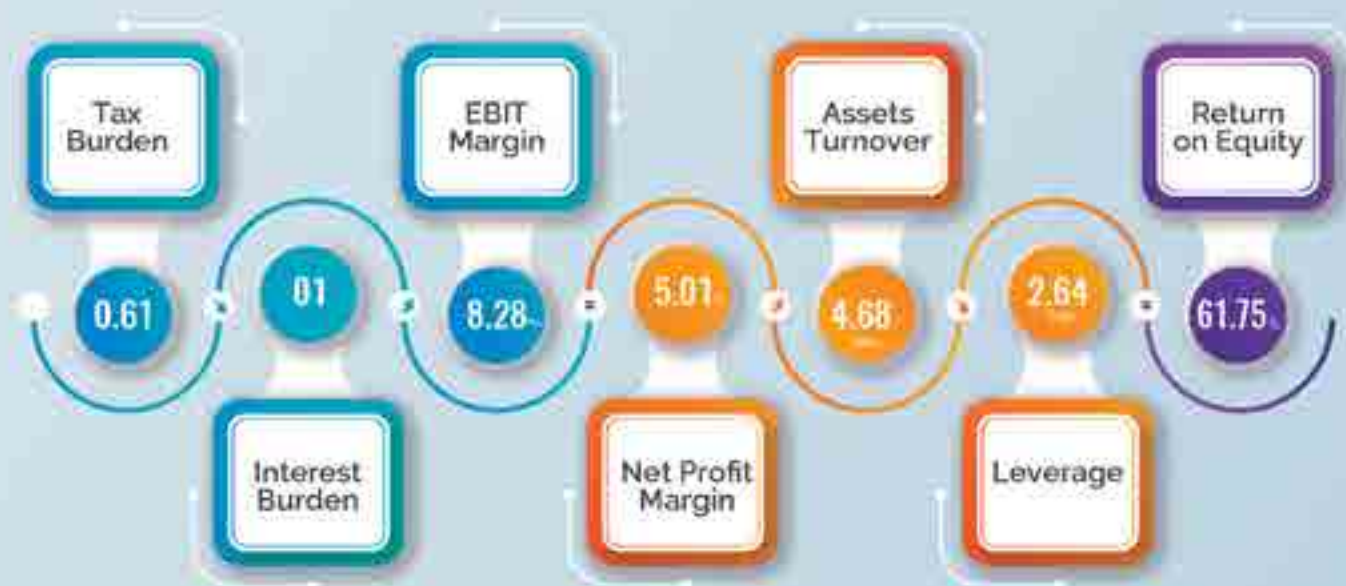 Tax
Burden
0.61
01
Interest
Burden
EBIT
Margin
8.28%
=
5.01
Net Profit
Margin
Assets
Turnover
4.68
2.64
Leverage
=
Return
on Equity
61.75%